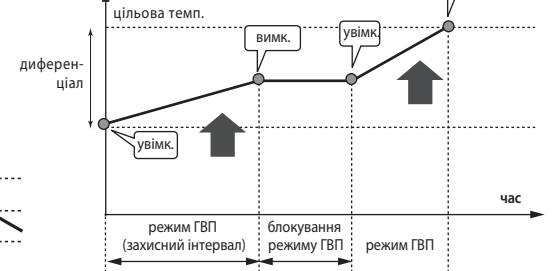 цільова темп.
вимк.
увімк.
диферен-
ціал
увімк.
час
режим ГВП
(захисний інтервал)
блокування
режиму ГВП
режим ГВП